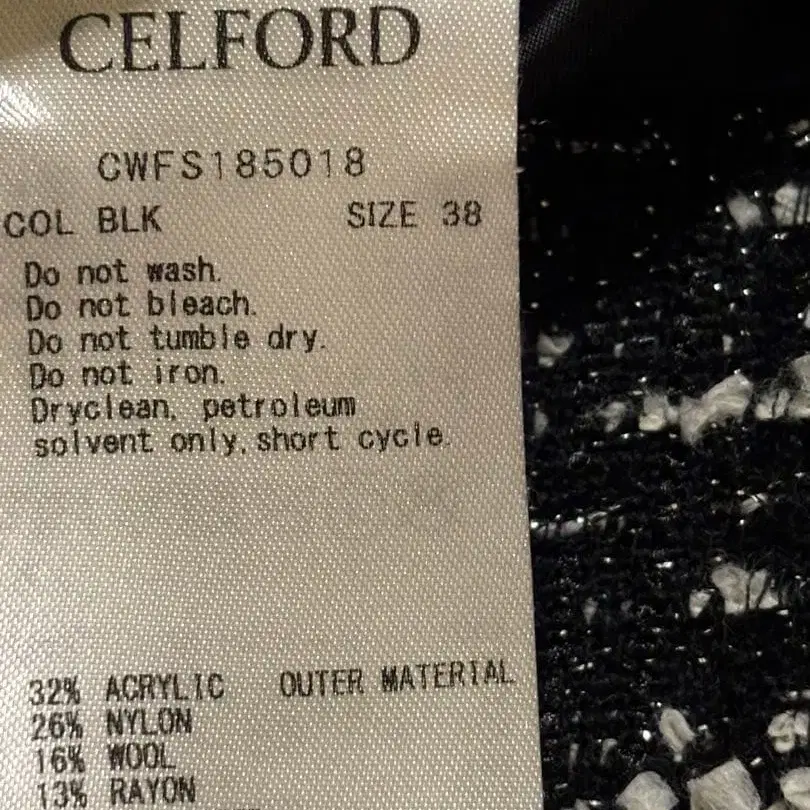 CELFORD
CWFS185018
COL BLK SIZE 38
Do not wash.
Do not bleach.
Do not tumble dry.
Do not iron.
Dryclean, petroleum
solvent only, short cycle.
32% ACRYLIC OUTER MATERIAL
26% NYLON
16% WOOL
13% RAYON